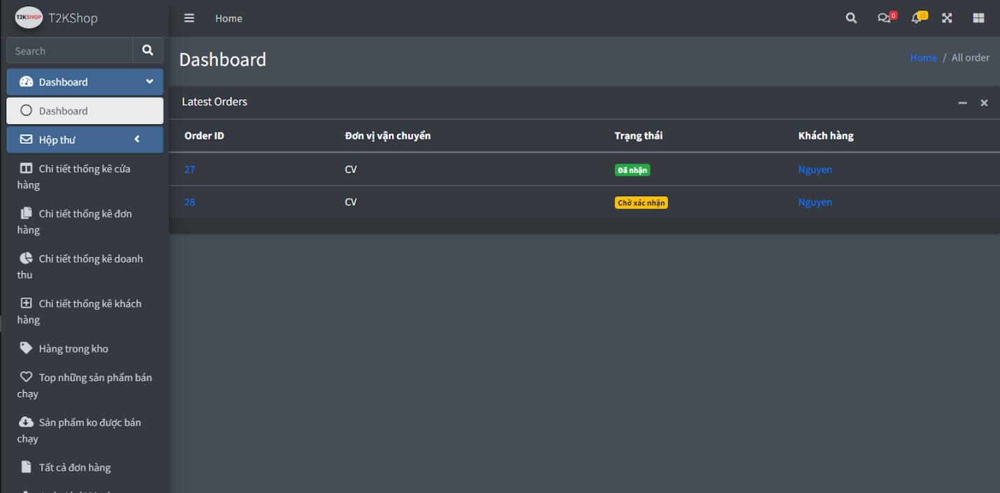 T2KSHOP T2KShop
Home
0
15
Search
Dashboard
Home / All order
Dashboard
Dashboard
Hộp thư
Chi tiết thống kê cửa
hàng
Chi tiết thống kê đơn
hàng
Chi tiết thống kê doanh
thu
Chi tiết thống kê khách
hàng
Hàng trong kho
Top những sản phẩm bán
chạy
Sản phẩm ko được bán
chạy
Tất cả đơn hàng
Latest Orders
Order ID Đơn vị vận chuyển Trạng thái Khách hàng
27 CV Đã nhận Nguyen
28 CV Chờ xác nhận Nguyen